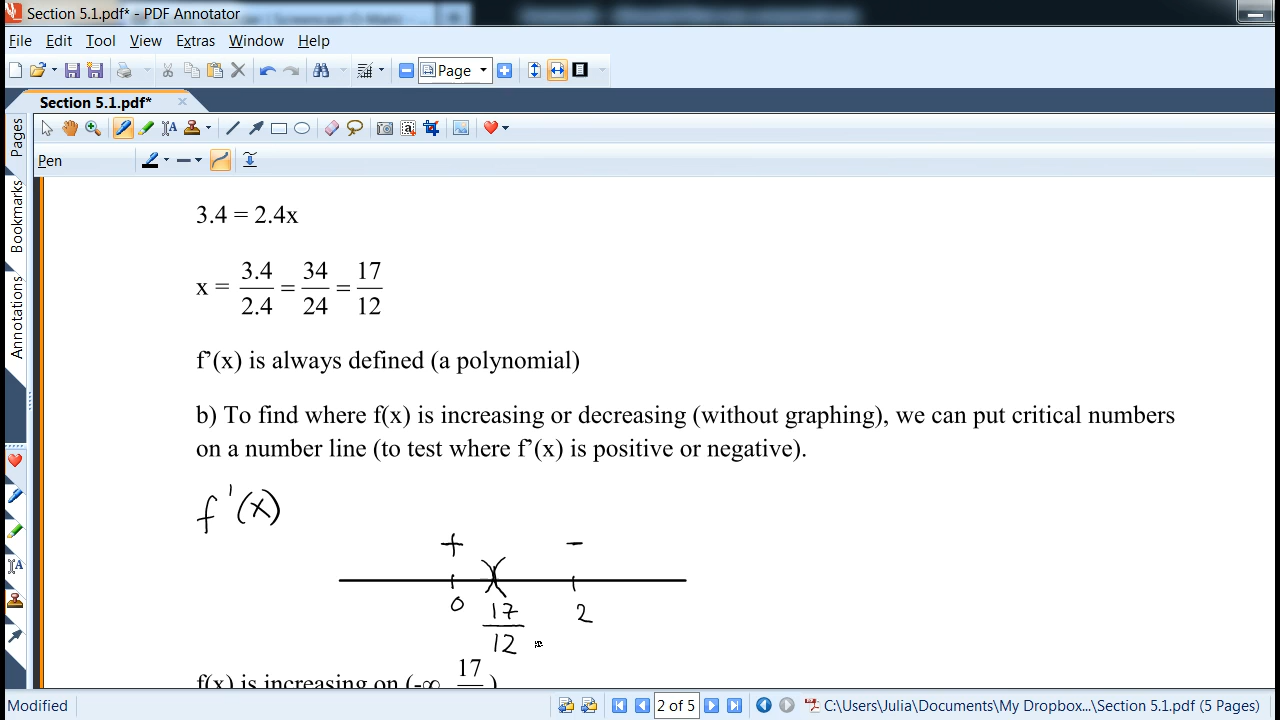 Section 5.1.pdf* - PDF Annotator
File Edit Tool View Extras Window Help
Page
Section 5.1.pdf*
Pen
Pages
Bookmarks
Annotations
3.4 = 2.4x
x = 3.4/2.4 = 34/24 = 17/12
f'(x) is always defined (a polynomial)
b) To find where f(x) is increasing or decreasing (without graphing), we can put critical numbers
on a number line (to test where f'(x) is positive or negative).
f'(x)
+ -
0 17/12 2
f(x) is increasing on (-∞, 17
Modified 2 of 5 C:\Users\Julia\Documents\My Dropbox...\Section 5.1.pdf (5 Pages)